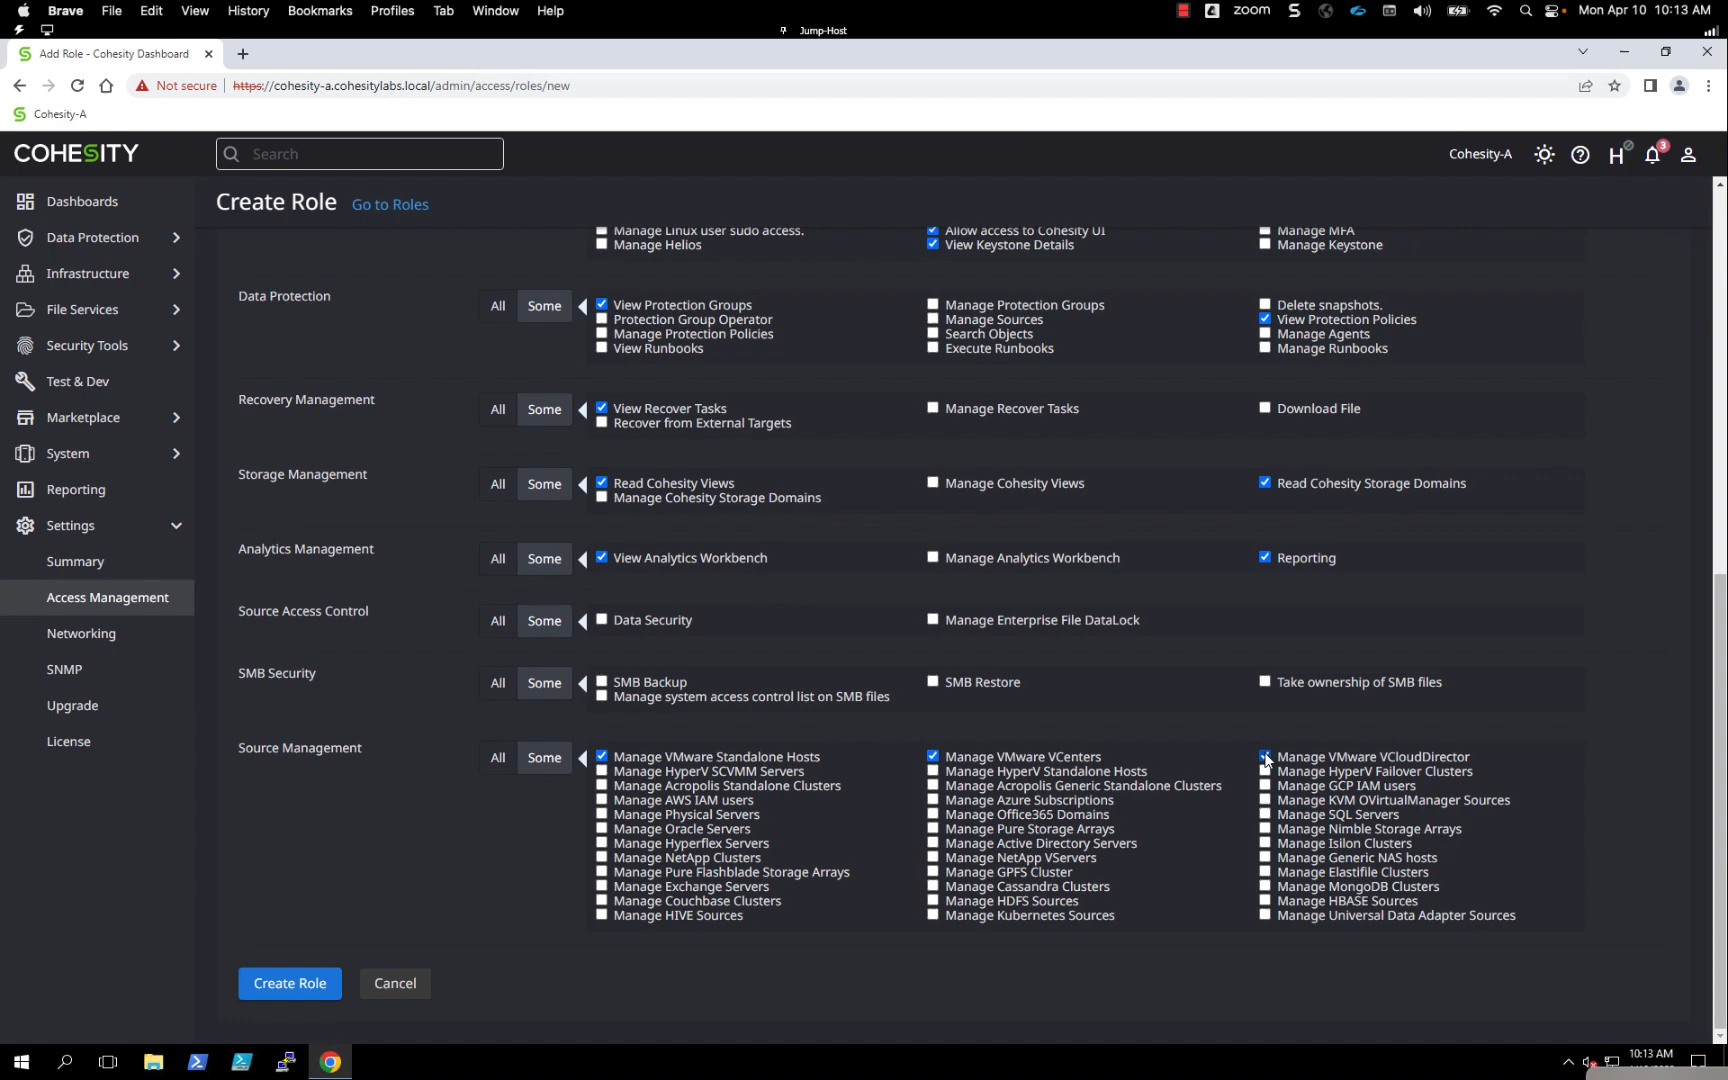 Brave File Edit View History Bookmarks Profiles Tab Window Help zoom Mon Apr 10 10:13 AM
Jump-Host
Add Role - Cohesity Dashboard
Not secure https://cohesity-a.cohesitylabs.local/admin/access/roles/new
Cohesity-A
COHESITY Search Cohesity-A H 3
Create Role Go to Roles
Dashboards
Data Protection
Infrastructure
File Services
Security Tools
Test & Dev
Marketplace
System
Reporting
Settings
Summary
Access Management
Networking
SNMP
Upgrade
License
Manage Linux user sudo access. Allow access to Cohesity UI Manage MFA
Manage Helios View Keystone Details Manage Keystone
Data Protection All Some View Protection Groups Manage Protection Groups Delete snapshots.
Protection Group Operator Manage Sources View Protection Policies
Manage Protection Policies Search Objects Manage Agents
View Runbooks Execute Runbooks Manage Runbooks
Recovery Management All Some View Recover Tasks Manage Recover Tasks Download File
Recover from External Targets
Storage Management All Some Read Cohesity Views Manage Cohesity Views Read Cohesity Storage Domains
Manage Cohesity Storage Domains
Analytics Management All Some View Analytics Workbench Manage Analytics Workbench Reporting
Source Access Control All Some Data Security Manage Enterprise File DataLock
SMB Security All Some SMB Backup SMB Restore Take ownership of SMB files
Manage system access control list on SMB files
Source Management All Some Manage VMware Standalone Hosts Manage VMware VCenters Manage VMware VCloudDirector
Manage HyperV SCVMM Servers Manage HyperV Standalone Hosts Manage HyperV Failover Clusters
Manage Acropolis Standalone Clusters Manage Acropolis Generic Standalone Clusters Manage GCP IAM users
Manage AWS IAM users Manage Azure Subscriptions Manage KVM OVirtualManager Sources
Manage Physical Servers Manage Office365 Domains Manage SQL Servers
Manage Oracle Servers Manage Pure Storage Arrays Manage Nimble Storage Arrays
Manage Hyperflex Servers Manage Active Directory Servers Manage Isilon Clusters
Manage NetApp Clusters Manage NetApp VServers Manage Generic NAS hosts
Manage Pure Flashblade Storage Arrays Manage GPFS Cluster Manage Elastifile Clusters
Manage Exchange Servers Manage Cassandra Clusters Manage MongoDB Clusters
Manage Couchbase Clusters Manage HDFS Sources Manage HBASE Sources
Manage HIVE Sources Manage Kubernetes Sources Manage Universal Data Adapter Sources
Create Role Cancel
10:13 AM